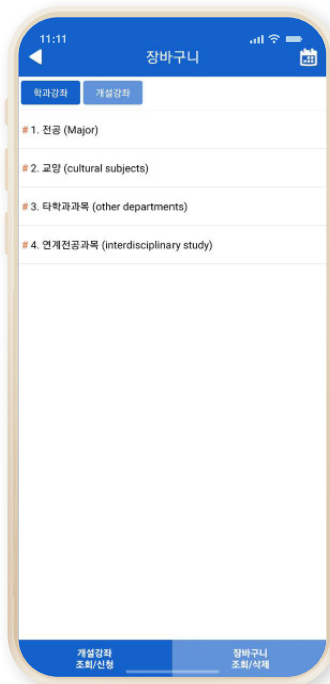 11:11
장바구니
학과강좌 개설강좌
# 1. 전공 (Major)
# 2. 교양 (cultural subjects)
# 3. 타학과과목 (other departments)
# 4. 연계전공과목 (interdisciplinary study)
개설강좌 장바구니
조회/신청 조회/삭제